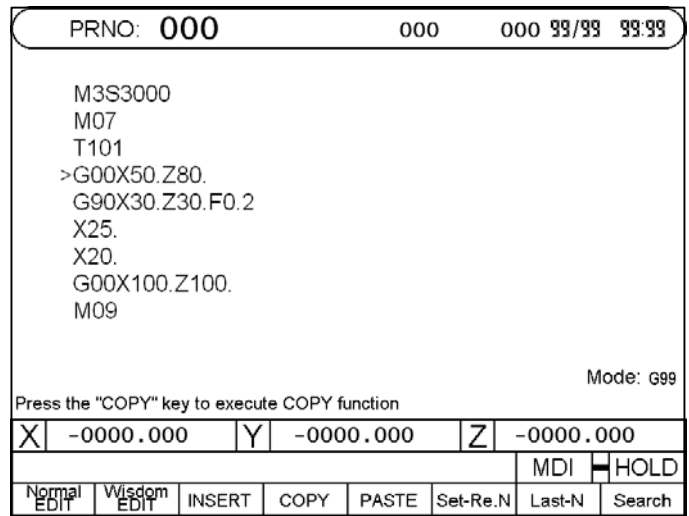 PRNO: 000 000 000 99/99 99:99
M3S3000
M07
T101
>G00X50.Z80.
G90X30.Z30.F0.2
X25.
X20.
G00X100.Z100.
M09
Mode: G99
Press the "COPY" key to execute COPY function
X -0000.000 Y -0000.000 Z -0000.000
MDI HOLD
Normal EDIT Wisdom EDIT INSERT COPY PASTE Set-Re.N Last-N Search